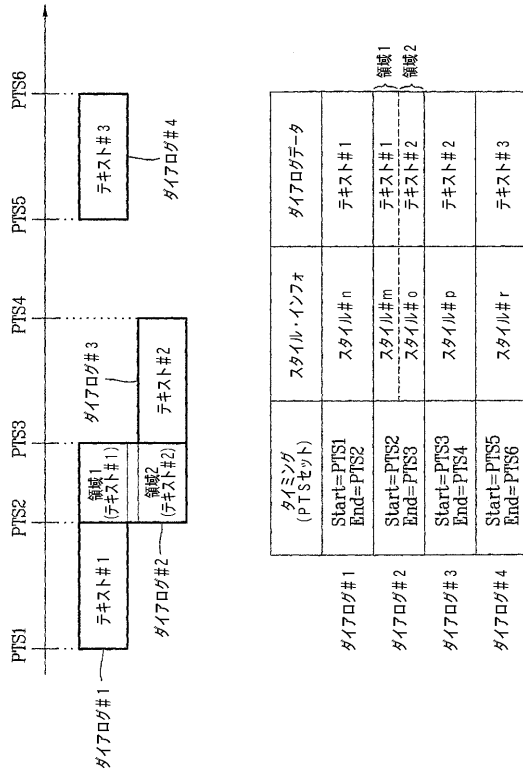 PTS1
PTS2
PTS3
PTS4
PTS5
PTS6
テキスト#1
領域1
(テキスト#1)
領域2
(テキスト#2)
テキスト#2
テキスト#3
ダイアログ#1
ダイアログ#2
ダイアログ#3
ダイアログ#4
タイミング
(PTSセット)
スタイル・インフォ
ダイアログデータ
ダイアログ#1
Start=PTS1
End=PTS2
スタイル#n
テキスト#1
ダイアログ#2
Start=PTS2
End=PTS3
スタイル#m
テキスト#1
領域1
スタイル#o
テキスト#2
領域2
ダイアログ#3
Start=PTS3
End=PTS4
スタイル#p
テキスト#2
ダイアログ#4
Start=PTS5
End=PTS6
スタイル#r
テキスト#3